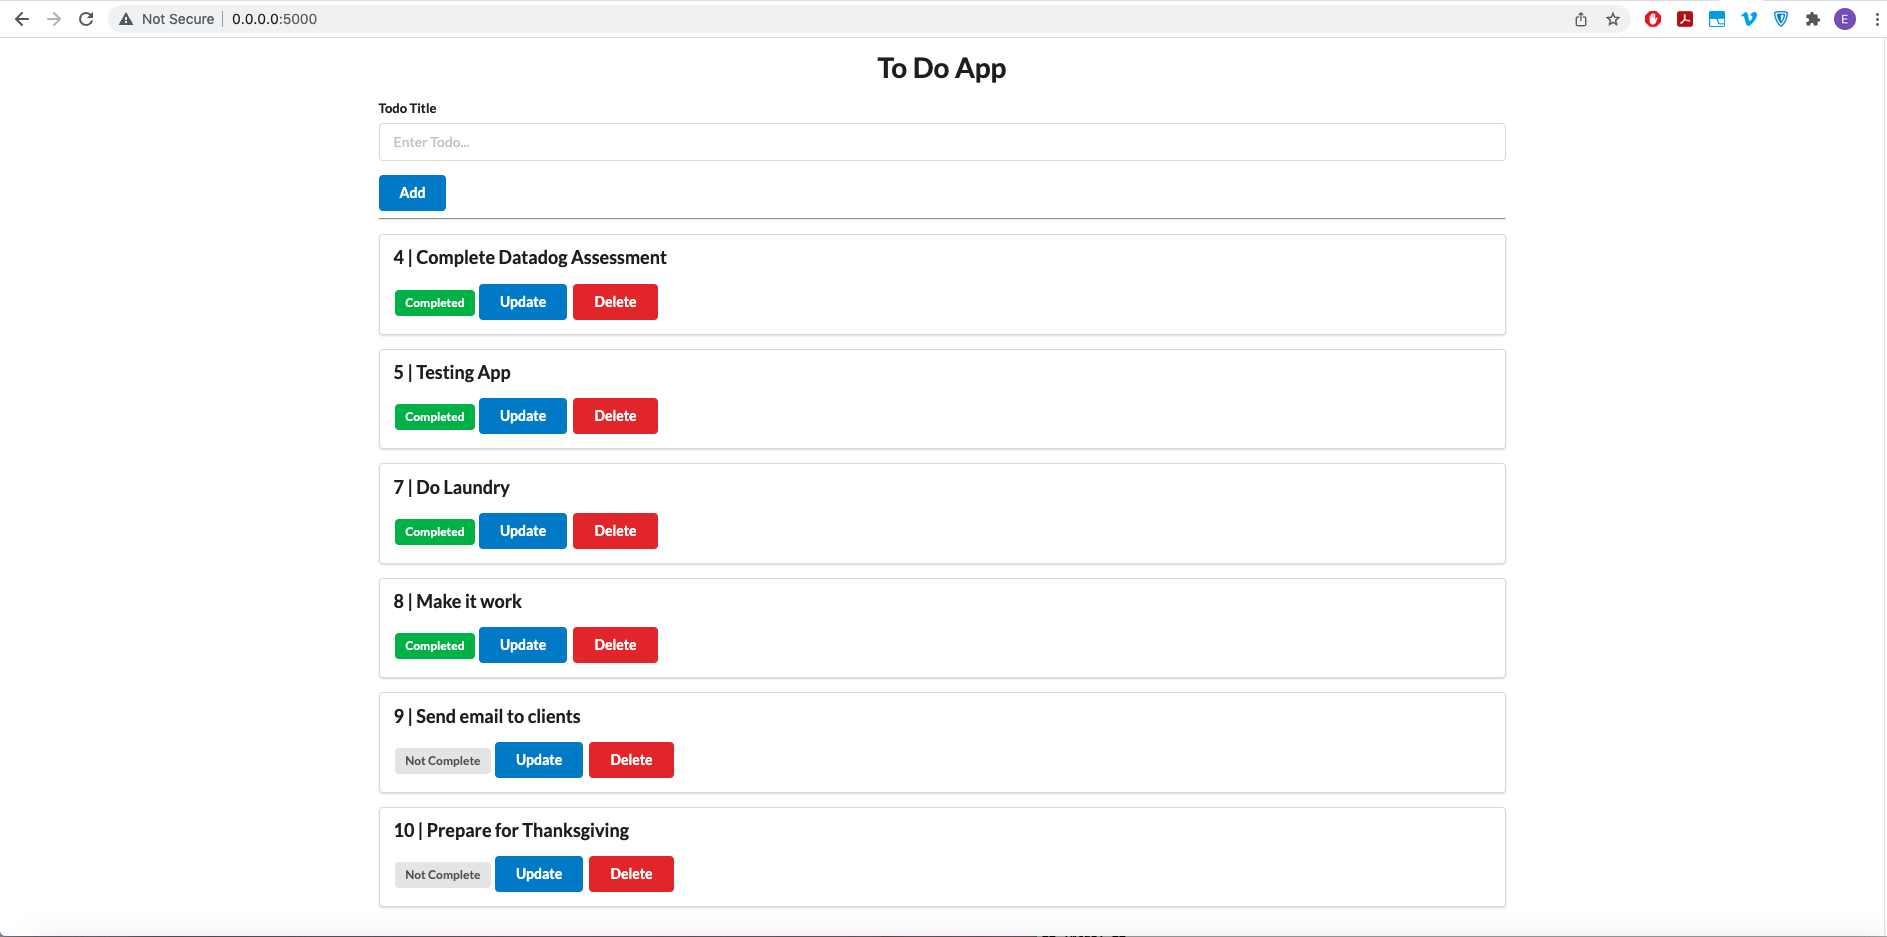 Not Secure | 0.0.0.0:5000
E
To Do App
Todo Title
Enter Todo...
Add
4 | Complete Datadog Assessment
Completed Update Delete
5 | Testing App
Completed Update Delete
7 | Do Laundry
Completed Update Delete
8 | Make it work
Completed Update Delete
9 | Send email to clients
Not Complete Update Delete
10 | Prepare for Thanksgiving
Not Complete Update Delete